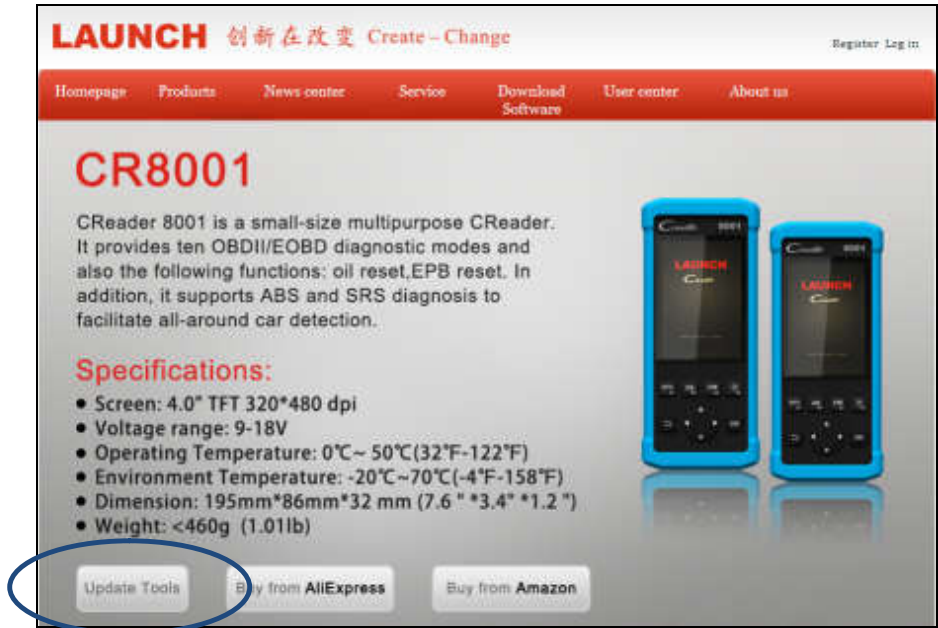 LAUNCH 创新在改变 Create – Change
Register Log in
Homepage Products News center Service Download Software User center About us
CR8001
CReader 8001 is a small-size multipurpose CReader.
It provides ten OBDII/EOBD diagnostic modes and
also the following functions: oil reset,EPB reset. In
addition, it supports ABS and SRS diagnosis to
facilitate all-around car detection.
Specifications:
● Screen: 4.0" TFT 320*480 dpi
● Voltage range: 9-18V
● Operating Temperature: 0℃~ 50℃(32℉-122℉)
● Environment Temperature: -20℃~70℃(-4℉-158℉)
● Dimension: 195mm*86mm*32 mm (7.6 " *3.4" *1.2 ")
● Weight: <460g (1.01lb)
8001
LAUNCH
8001
LAUNCH
Update Tools Buy from AliExpress Buy from Amazon